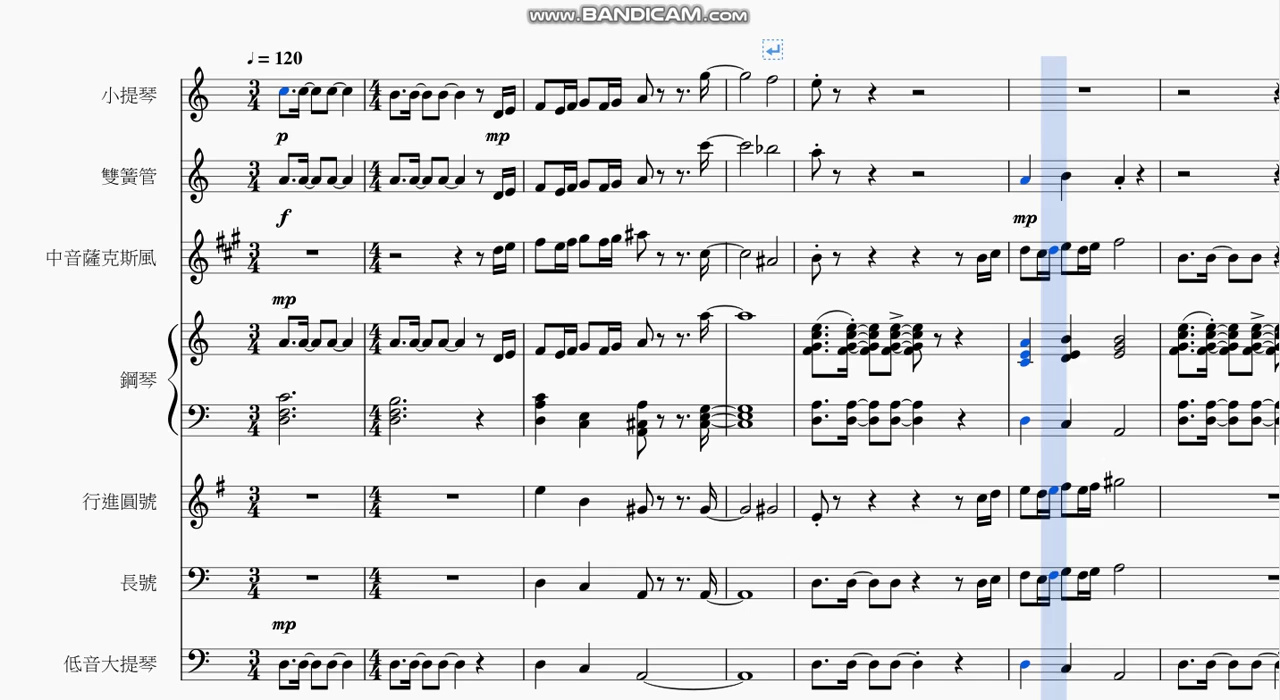 www.BANDICAM.com
♩ = 120
小提琴
p
mp
雙簧管
f
mp
中音薩克斯風
mp
鋼琴
行進圓號
長號
mp
低音大提琴